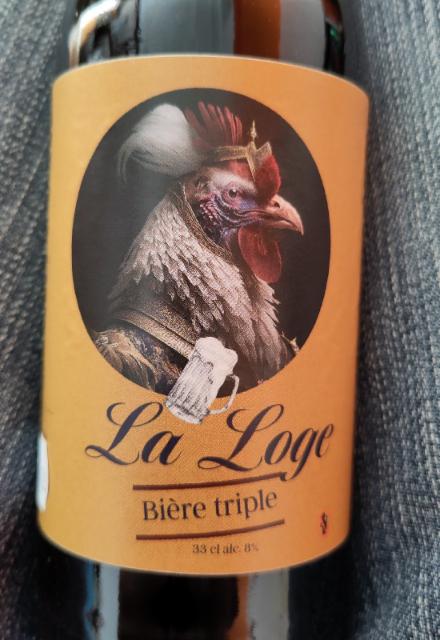 La Loge
Bière triple
33 cl alc. 8%